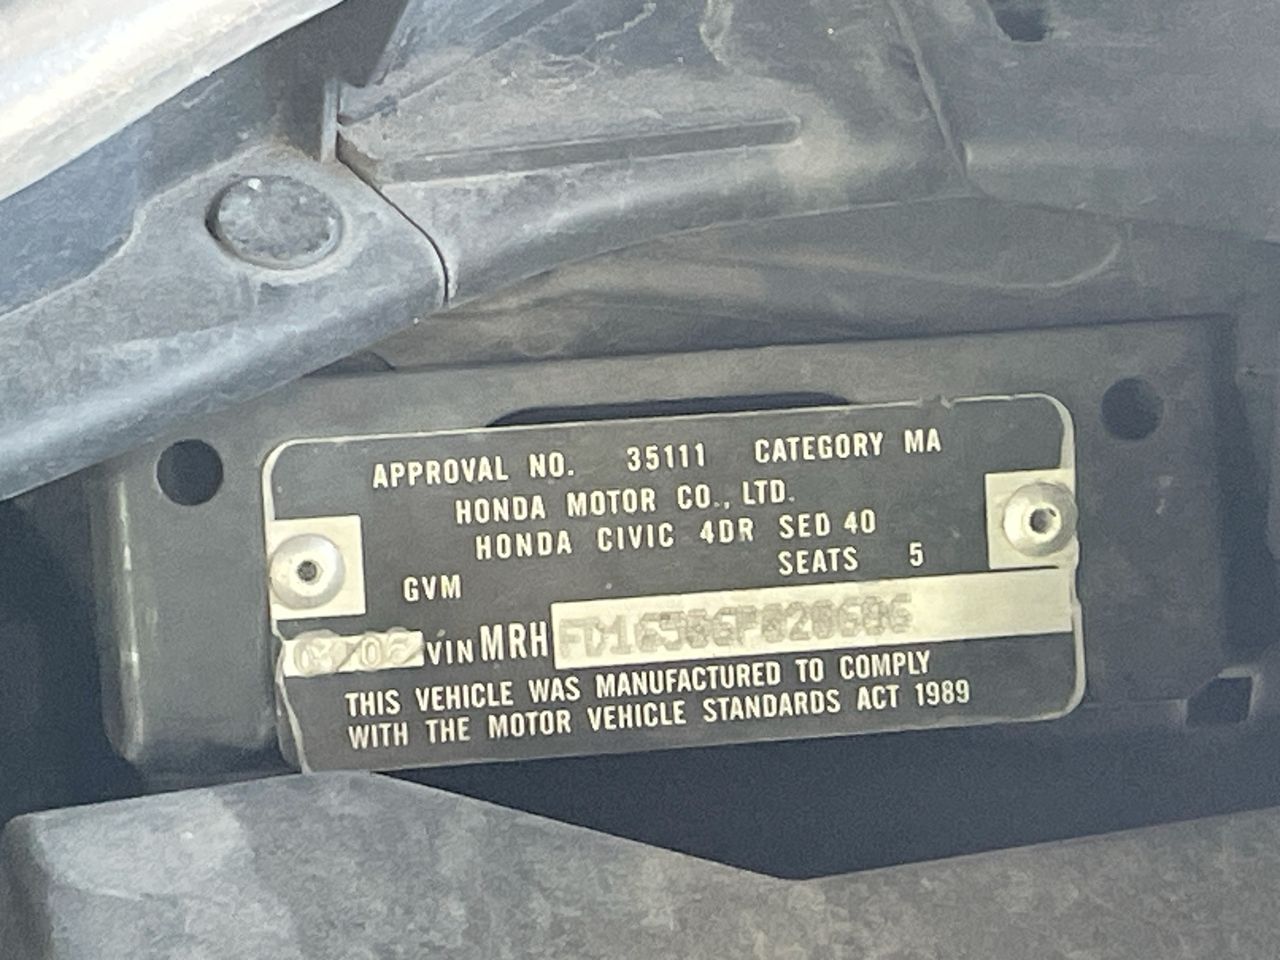 APPROVAL NO. 35111 CATEGORY MA
HONDA MOTOR CO., LTD.
HONDA CIVIC 4DR SED 40
SEATS 5
GVM
VIN MRH
THIS VEHICLE WAS MANUFACTURED TO COMPLY
WITH THE MOTOR VEHICLE STANDARDS ACT 1989